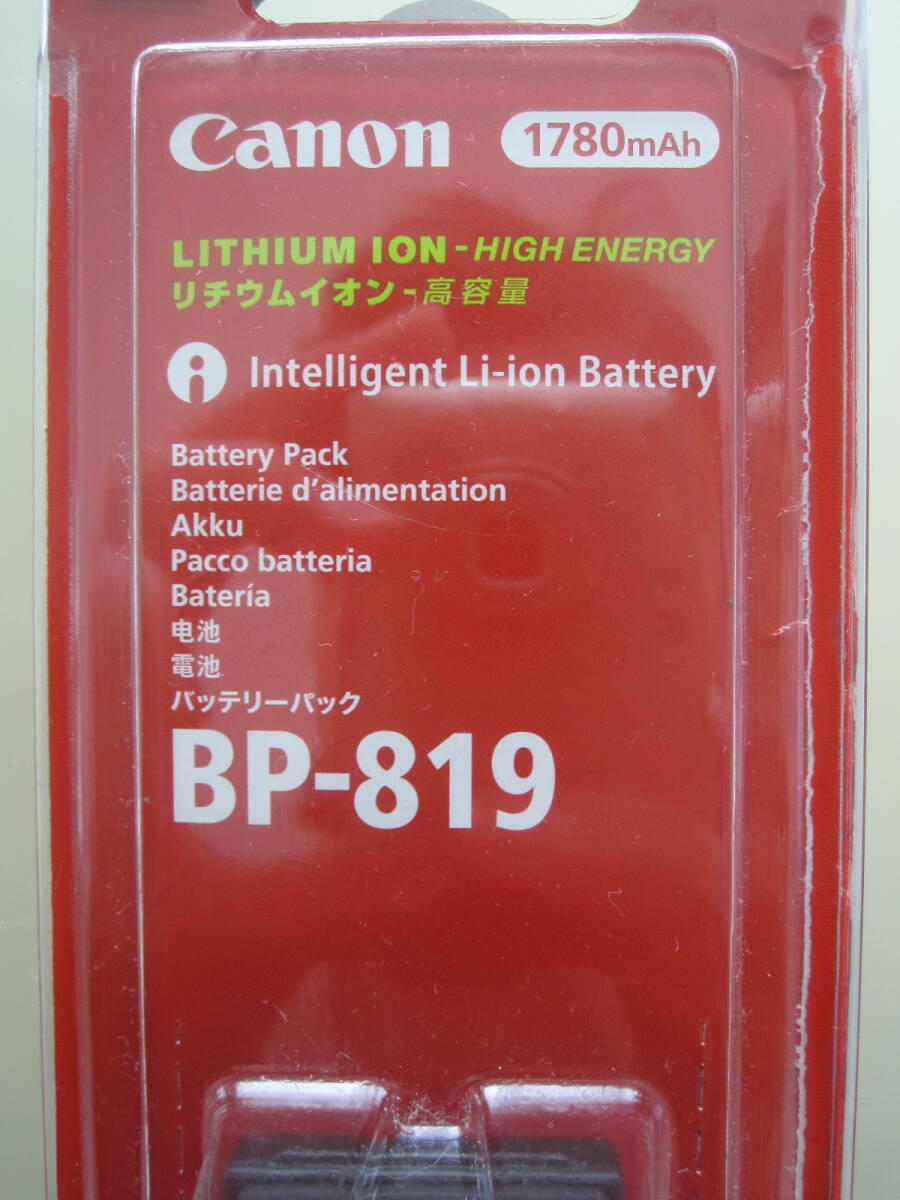 Canon 1780mAh
LITHIUM ION - HIGH ENERGY
リチウムイオン - 高容量
i Intelligent Li-ion Battery
Battery Pack
Batterie d'alimentation
Akku
Pacco batteria
Batería
电池
電池
バッテリーパック
BP-819